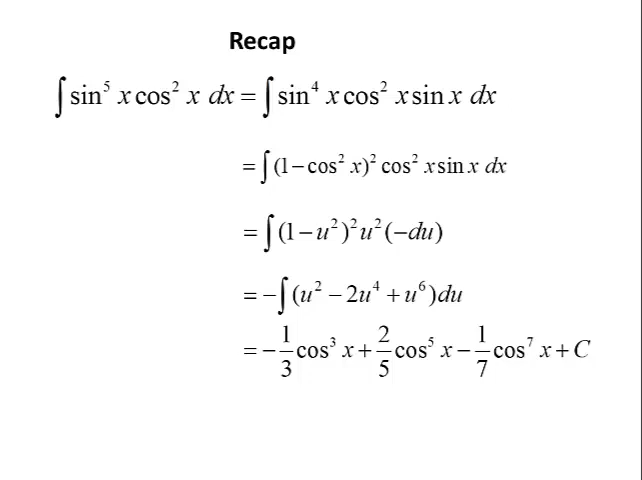 Recap
∫ sin⁵ x cos² x dx = ∫ sin⁴ x cos² x sin x dx
= ∫ (1 − cos² x)² cos² x sin x dx
= ∫ (1 − u²)² u² (−du)
= −∫ (u² − 2u⁴ + u⁶) du
= −1/3 cos³ x + 2/5 cos⁵ x − 1/7 cos⁷ x + C